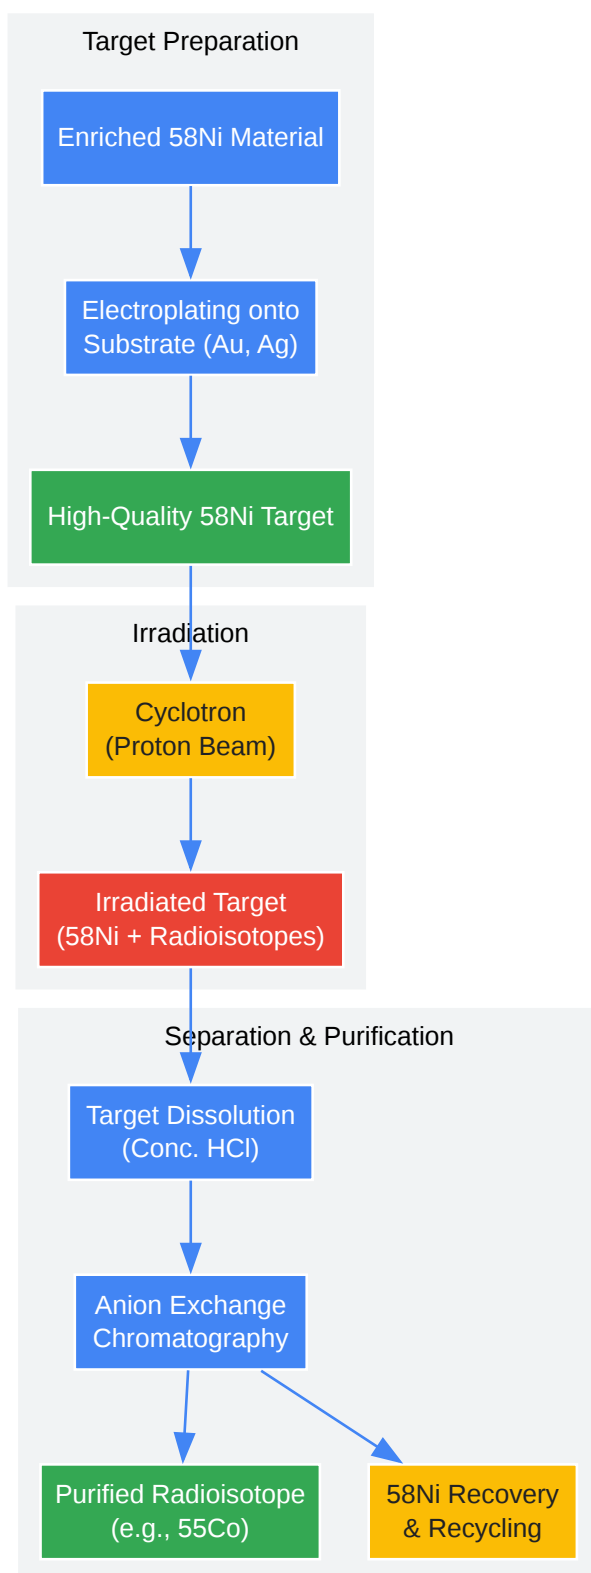 Target Preparation
Enriched 58Ni Material
Electroplating onto
Substrate (Au, Ag)
High-Quality 58Ni Target
Irradiation
Cyclotron
(Proton Beam)
Irradiated Target
(58Ni + Radioisotopes)
Separation & Purification
Target Dissolution
(Conc. HCl)
Anion Exchange
Chromatography
Purified Radioisotope
(e.g., 55Co)
58Ni Recovery
& Recycling